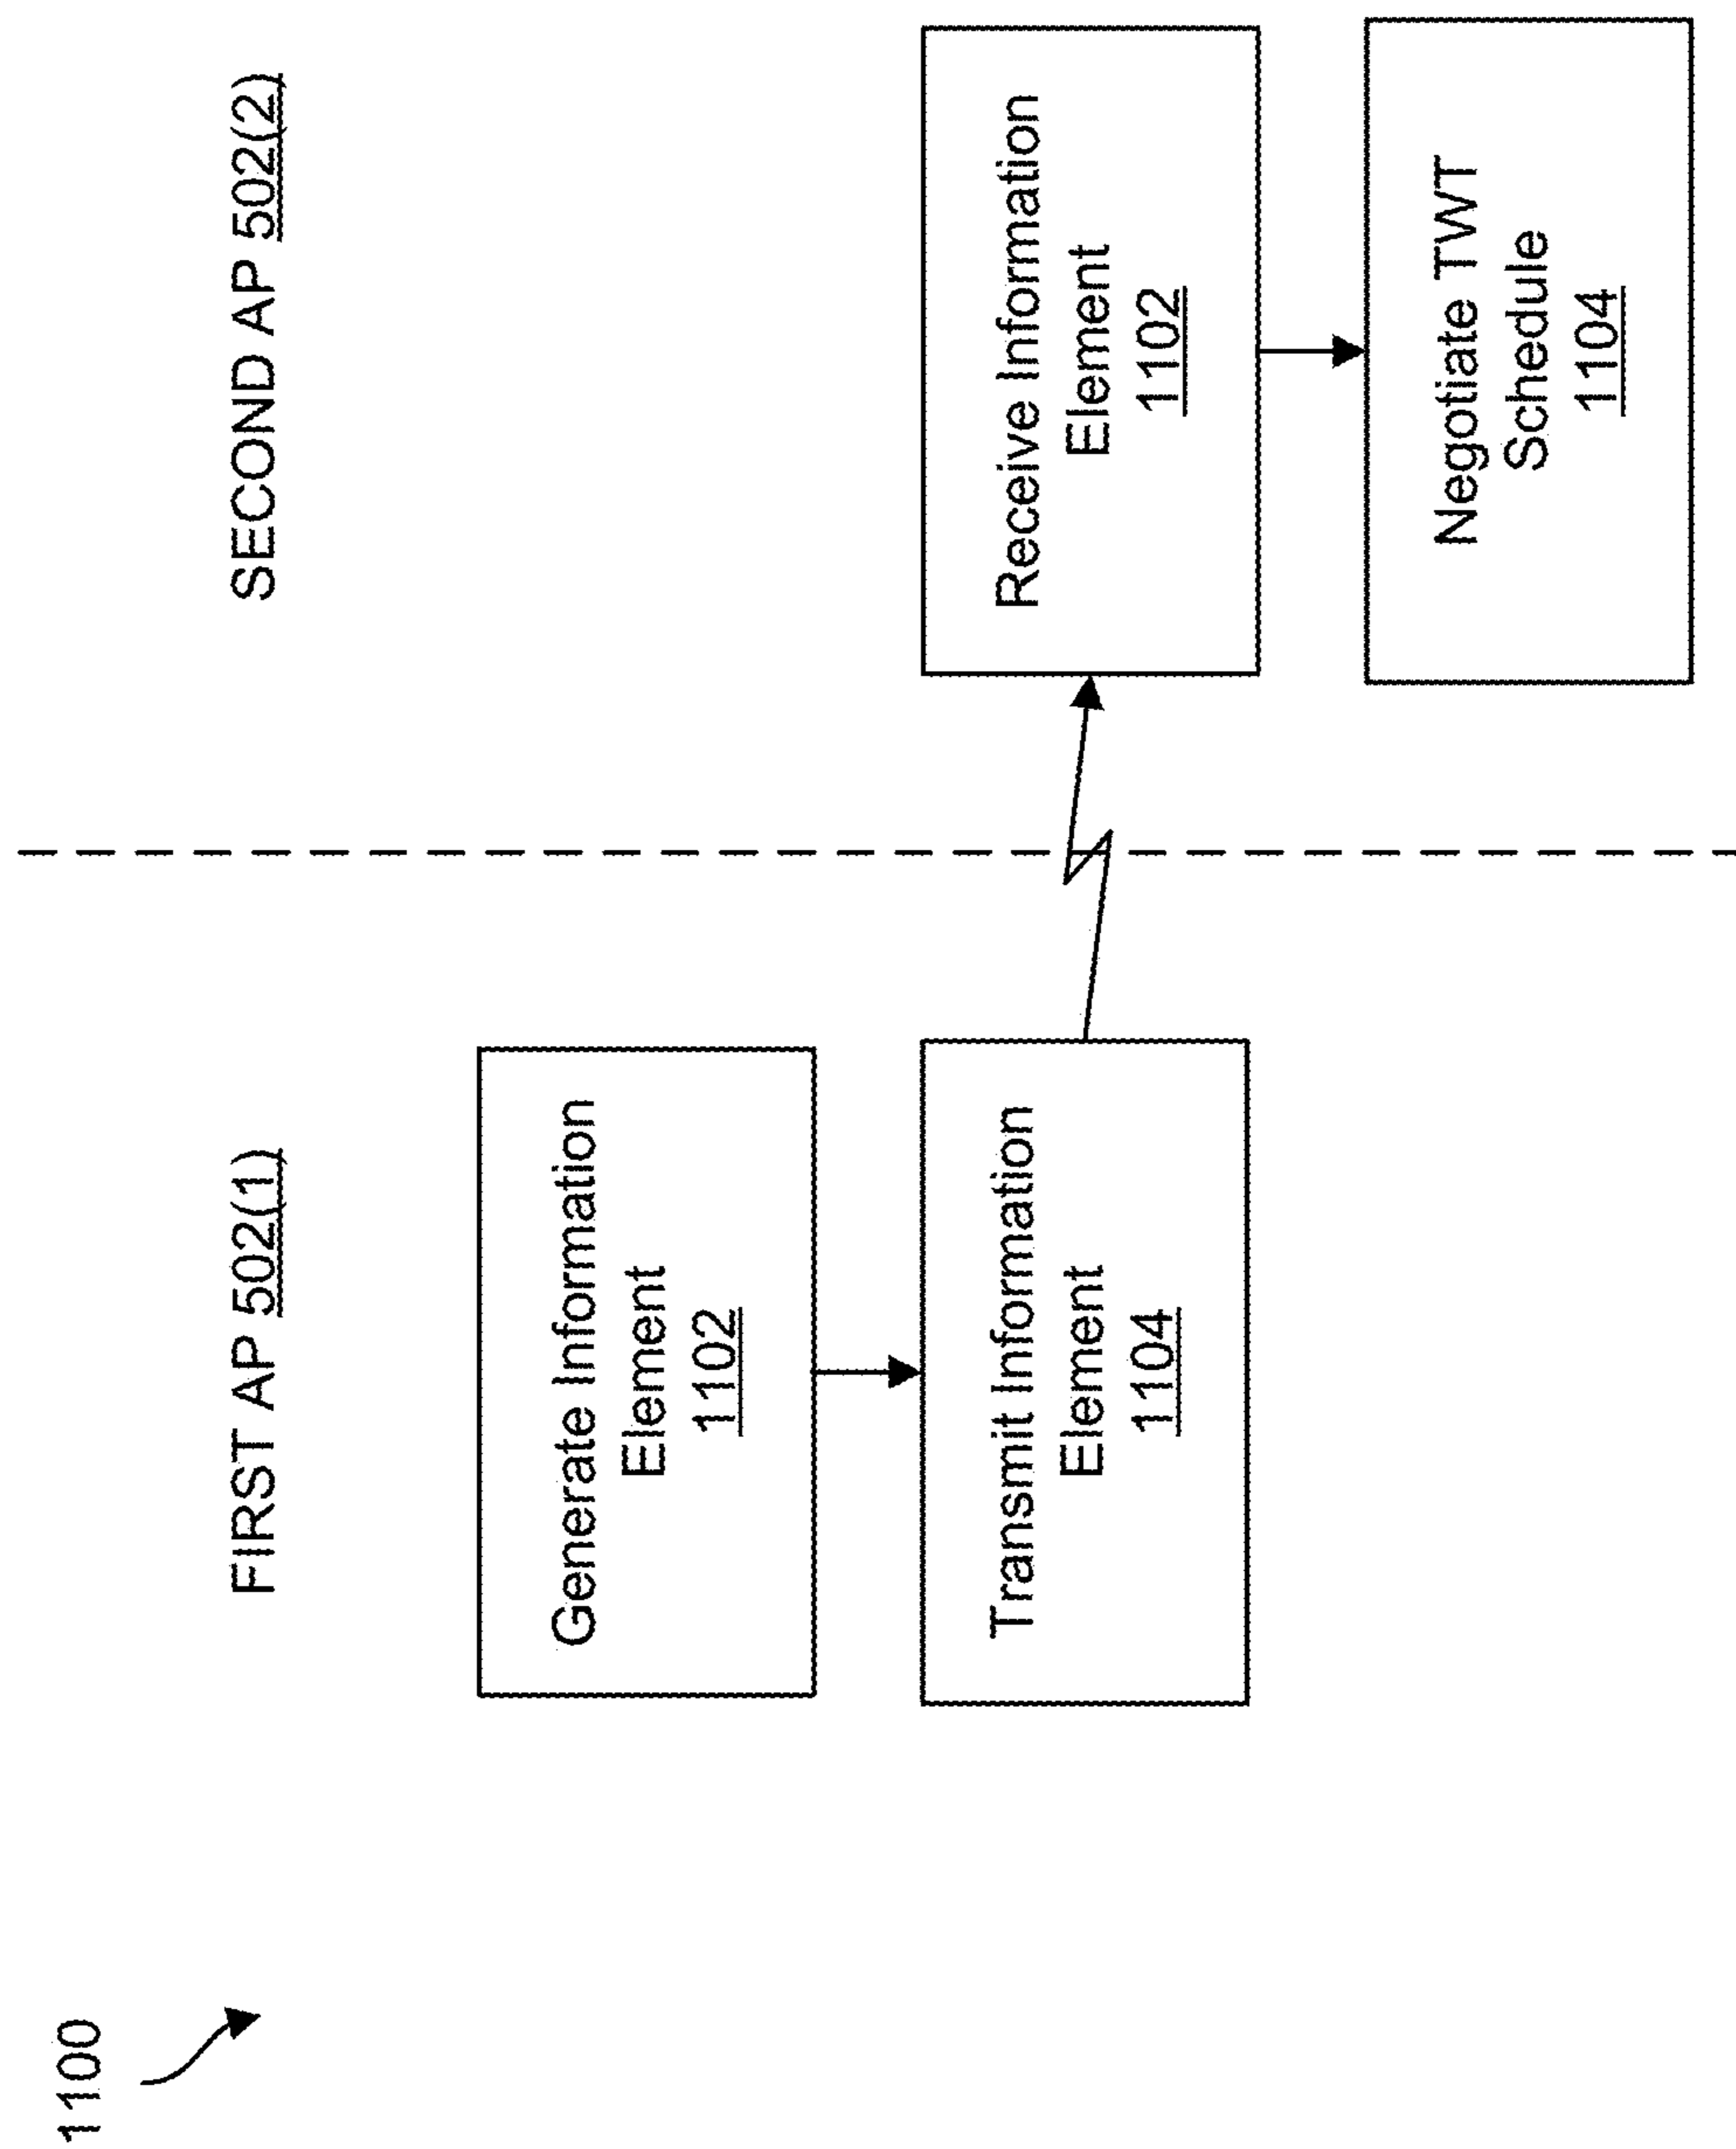 1100
FIRST AP 502(1)
SECOND AP 502(2)
Generate Information
Element
1102
Transmit Information
Element
1104
Receive Information
Element
1102
Negotiate TWT
Schedule
1104